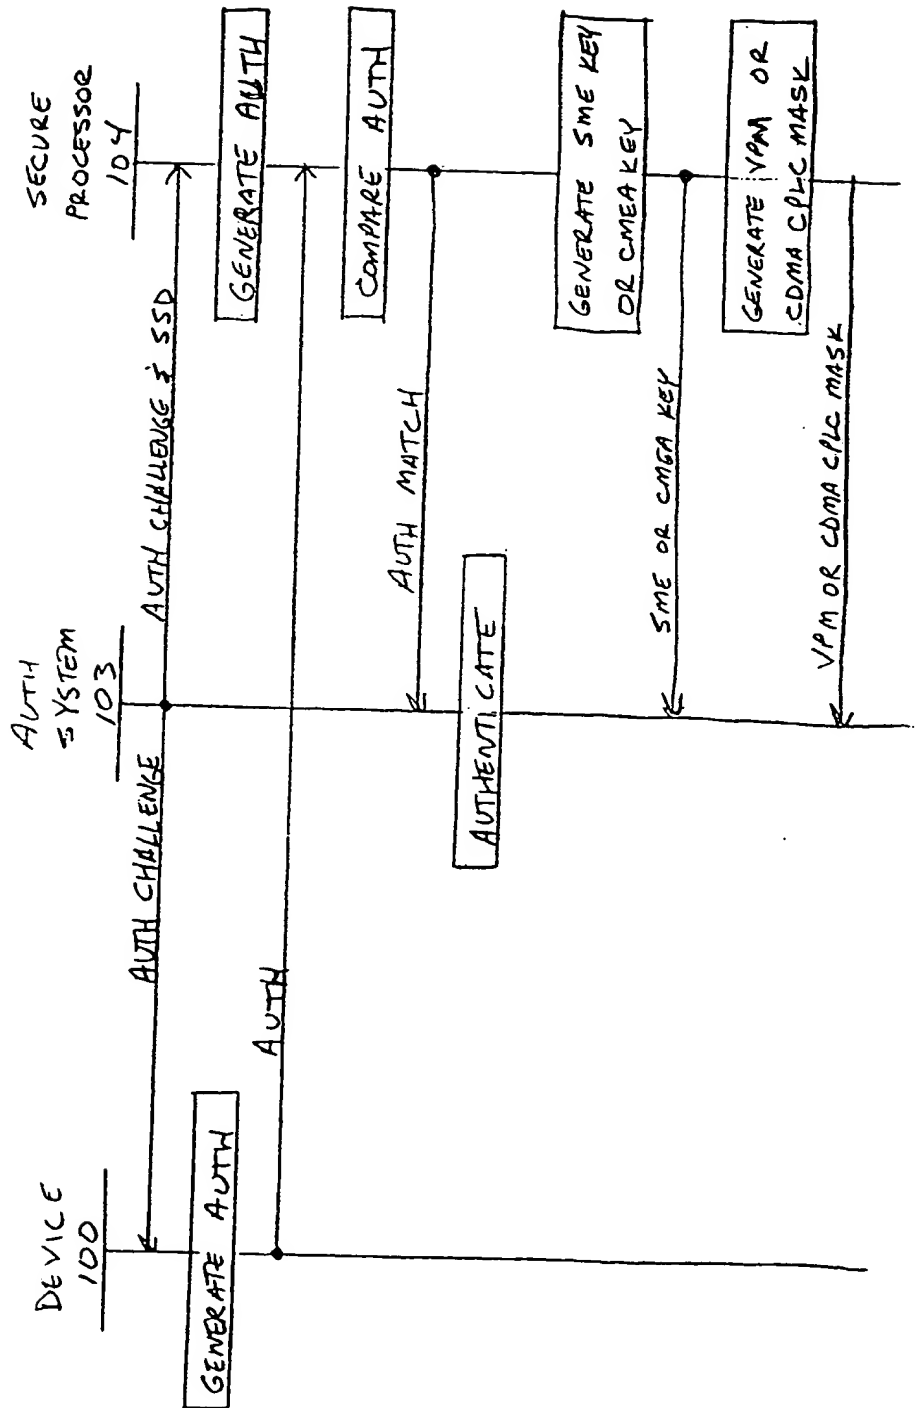 DEVICE
100
AUTH
SYSTEM
103
SECURE
PROCESSOR
104
AUTH CHALLENGE
AUTH CHALLENGE & SSD
GENERATE AUTH
GENERATE AUTH
AUTH
COMPARE AUTH
AUTH MATCH
AUTHENTICATE
GENERATE SME KEY
OR CMEA KEY
SME OR CMEA KEY
GENERATE VPM OR
CDMA CPLC MASK
VPM OR CDMA CPLC MASK